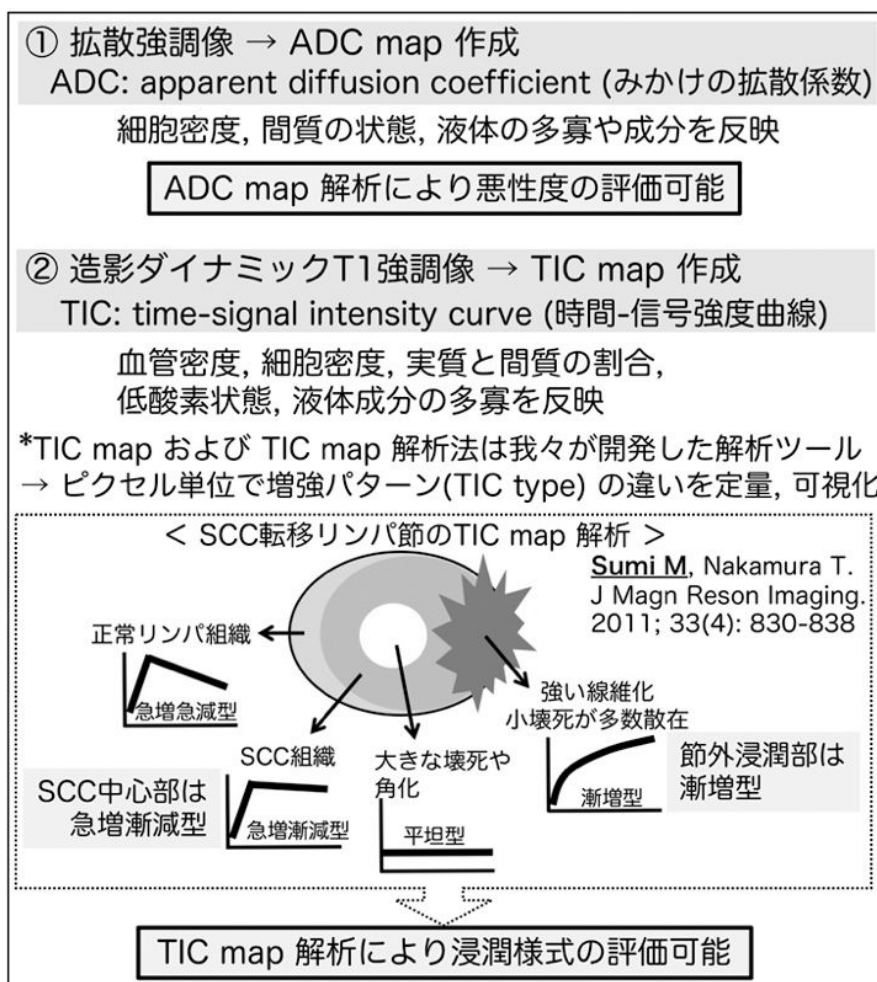 ① 拡散強調像 → ADC map 作成
ADC: apparent diffusion coefficient (みかけの拡散係数)
細胞密度, 間質の状態, 液体の多寡や成分を反映
ADC map 解析により悪性度の評価可能
② 造影ダイナミックT1強調像 → TIC map 作成
TIC: time-signal intensity curve (時間-信号強度曲線)
血管密度, 細胞密度, 実質と間質の割合,
低酸素状態, 液体成分の多寡を反映
*TIC map および TIC map 解析法は我々が開発した解析ツール
→ ピクセル単位で増強パターン(TIC type) の違いを定量, 可視化
< SCC転移リンパ節のTIC map 解析 >
Sumi M, Nakamura T.
J Magn Reson Imaging.
2011; 33(4): 830-838
正常リンパ組織
急増急減型
SCC組織
急増漸減型
SCC中心部は
急増漸減型
大きな壊死や
角化
平坦型
強い線維化
小壊死が多数散在
漸増型
節外浸潤部は
漸増型
TIC map 解析により浸潤様式の評価可能